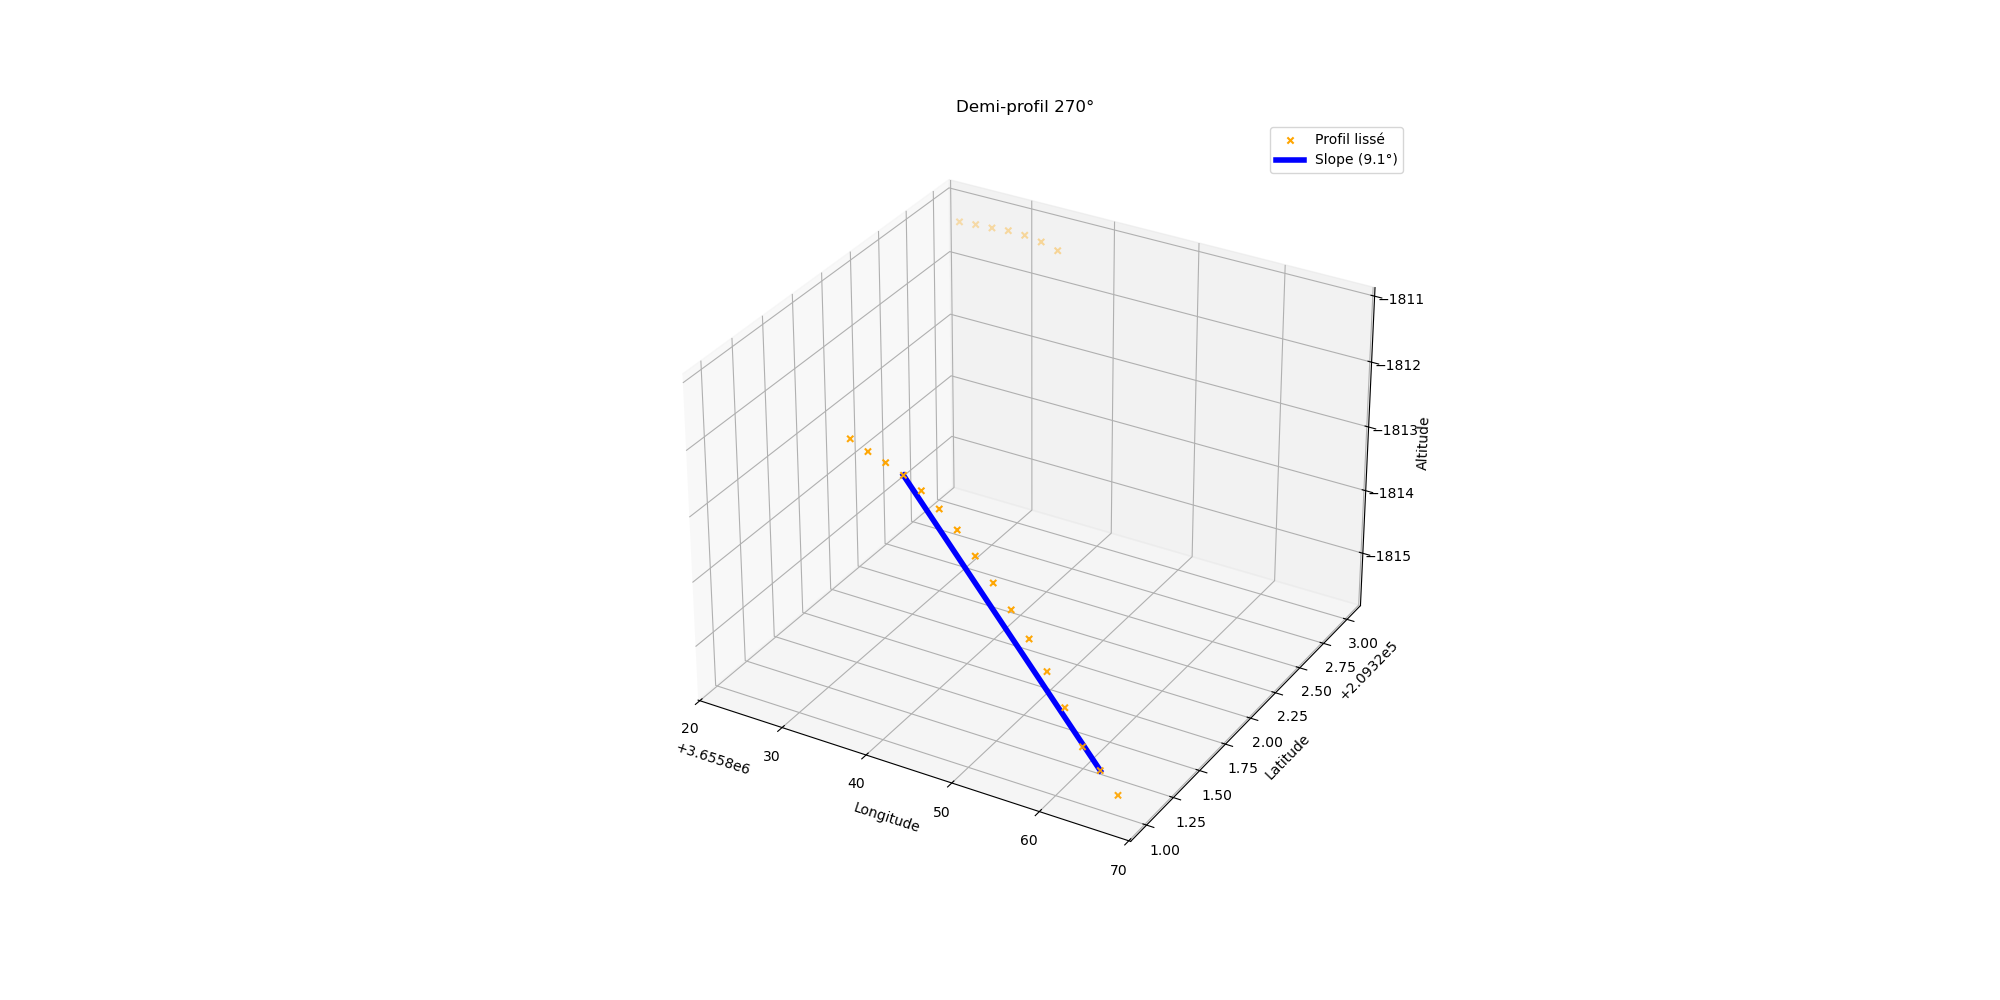 Demi-profil 270°
Profil lissé
Slope (9.1°)
−1811
−1812
−1813
−1814
−1815
Altitude
3.00
2.75
2.50
2.25
2.00
1.75
1.50
1.25
1.00
+2.0932e5
Latitude
20
30
40
50
60
70
+3.6558e6
Longitude